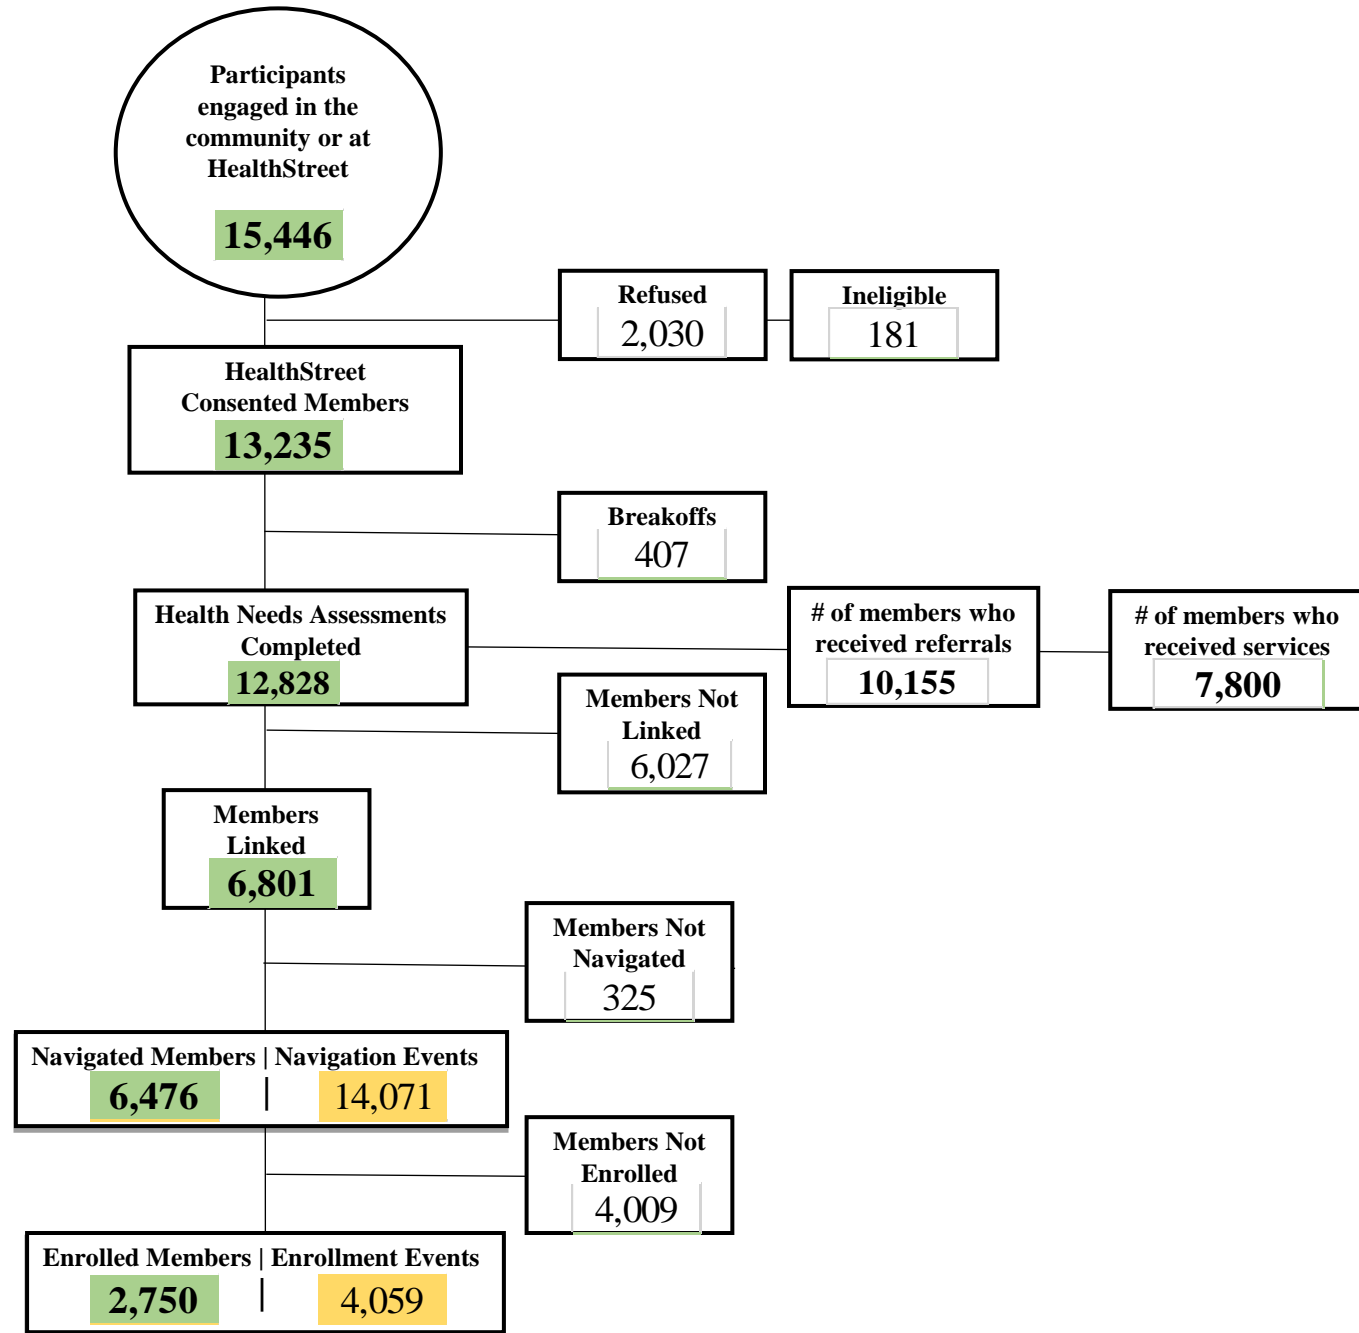 Participants
engaged in the
community or at
HealthStreet
15,446
Refused
2,030
Ineligible
181
HealthStreet
Consented Members
13,235
Breakoffs
407
Health Needs Assessments
Completed
12,828
# of members who
received referrals
10,155
# of members who
received services
7,800
Members Not
Linked
6,027
Members
Linked
6,801
Members Not
Navigated
325
Navigated Members | Navigation Events
6,476 | 14,071
Members Not
Enrolled
4,009
Enrolled Members | Enrollment Events
2,750 | 4,059